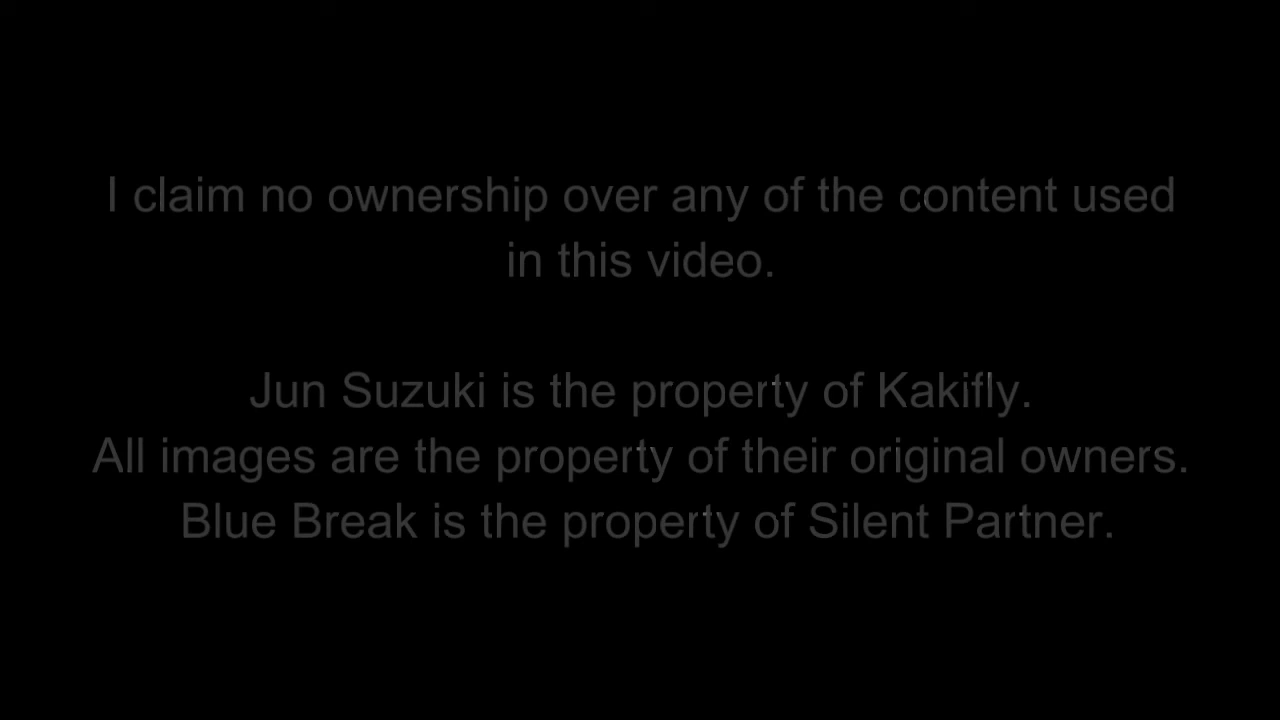 I claim no ownership over any of the content used
in this video.
Jun Suzuki is the property of Kakifly.
All images are the property of their original owners.
Blue Break is the property of Silent Partner.